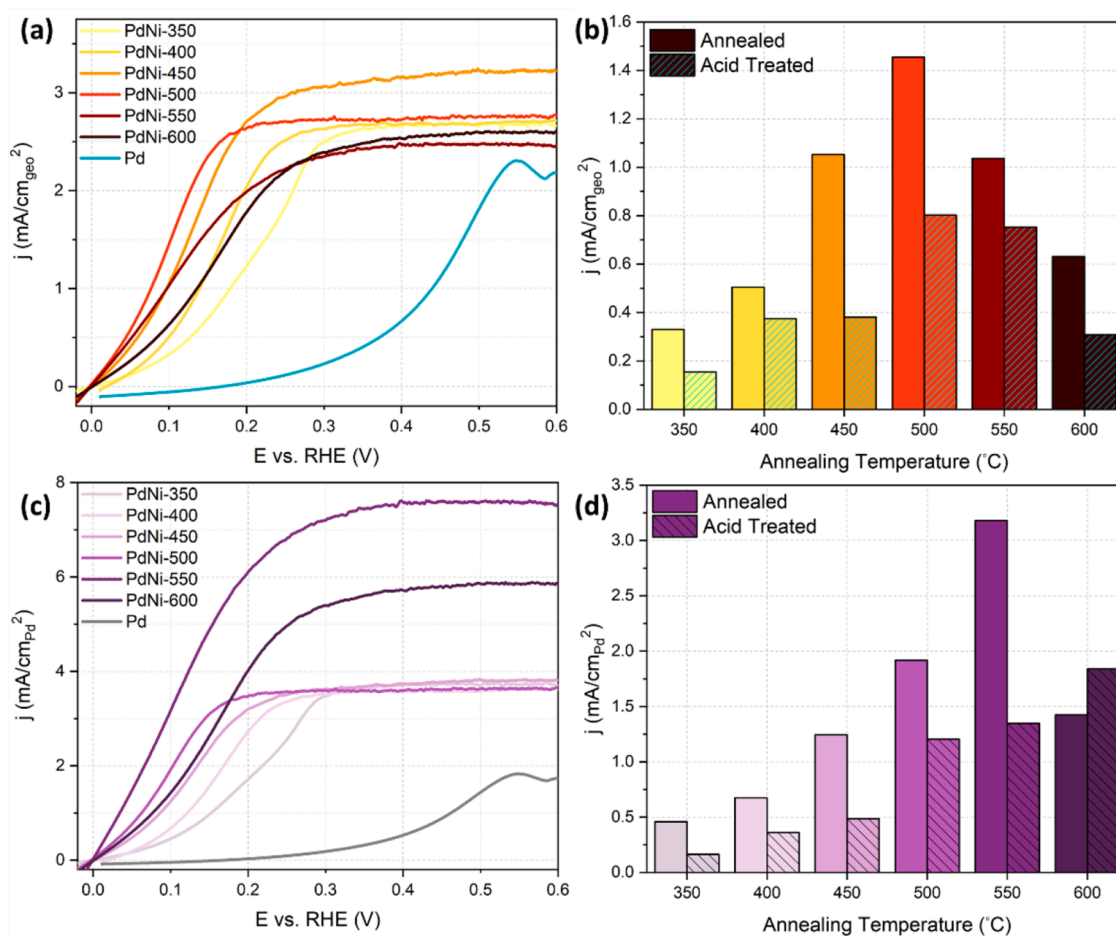 (a)
PdNi-350
PdNi-400
PdNi-450
PdNi-500
PdNi-550
PdNi-600
Pd
j (mA/cm_geo^2)
3
2
1
0
0.0 0.1 0.2 0.3 0.4 0.5 0.6
E vs. RHE (V)
(b)
Annealed
Acid Treated
j (mA/cm_geo^2)
1.6
1.4
1.2
1.0
0.8
0.6
0.4
0.2
0.0
350 400 450 500 550 600
Annealing Temperature (°C)
(c)
PdNi-350
PdNi-400
PdNi-450
PdNi-500
PdNi-550
PdNi-600
Pd
j (mA/cm_Pd^2)
8
6
4
2
0
0.0 0.1 0.2 0.3 0.4 0.5 0.6
E vs. RHE (V)
(d)
Annealed
Acid Treated
j (mA/cm_Pd^2)
3.5
3.0
2.5
2.0
1.5
1.0
0.5
0.0
350 400 450 500 550 600
Annealing Temperature (°C)